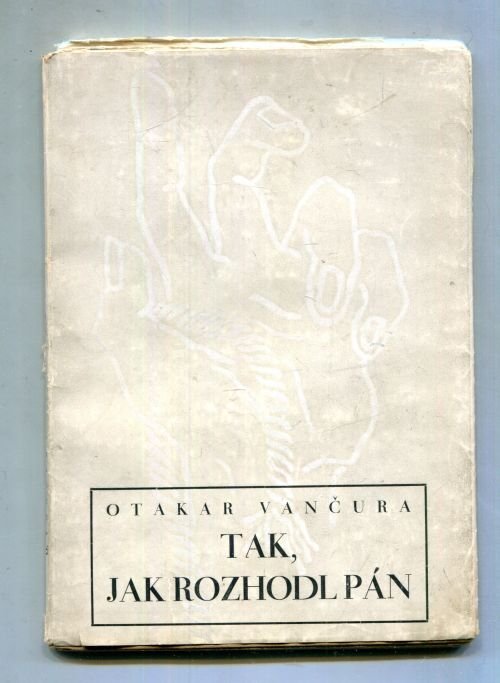 OTAKAR VANČURA
TAK,
JAK ROZHODL PÁN